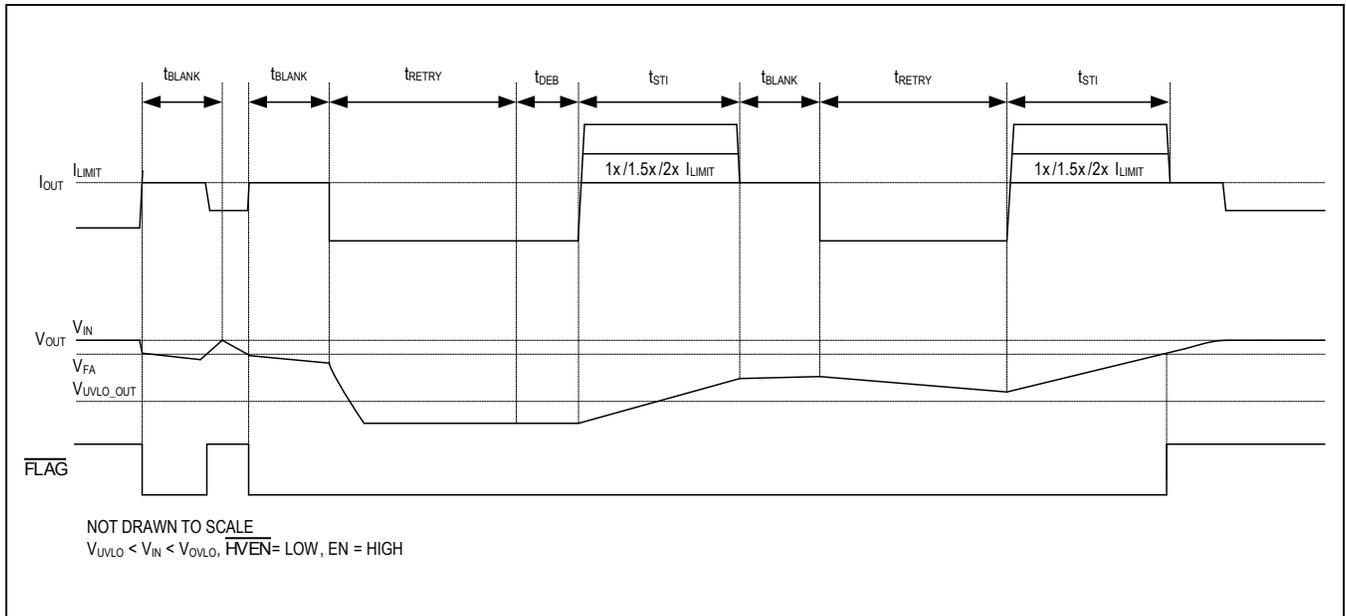 tBLANK tBLANK tRETRY tDEB tSTI tBLANK tRETRY tSTI
IOUT ILIMIT 1x/1.5x/2x ILIMIT 1x/1.5x/2x ILIMIT
VOUT VIN
VFA
VUVLO_OUT
FLAG
NOT DRAWN TO SCALE
VUVLO < VIN < VOVLO, HVEN= LOW, EN = HIGH